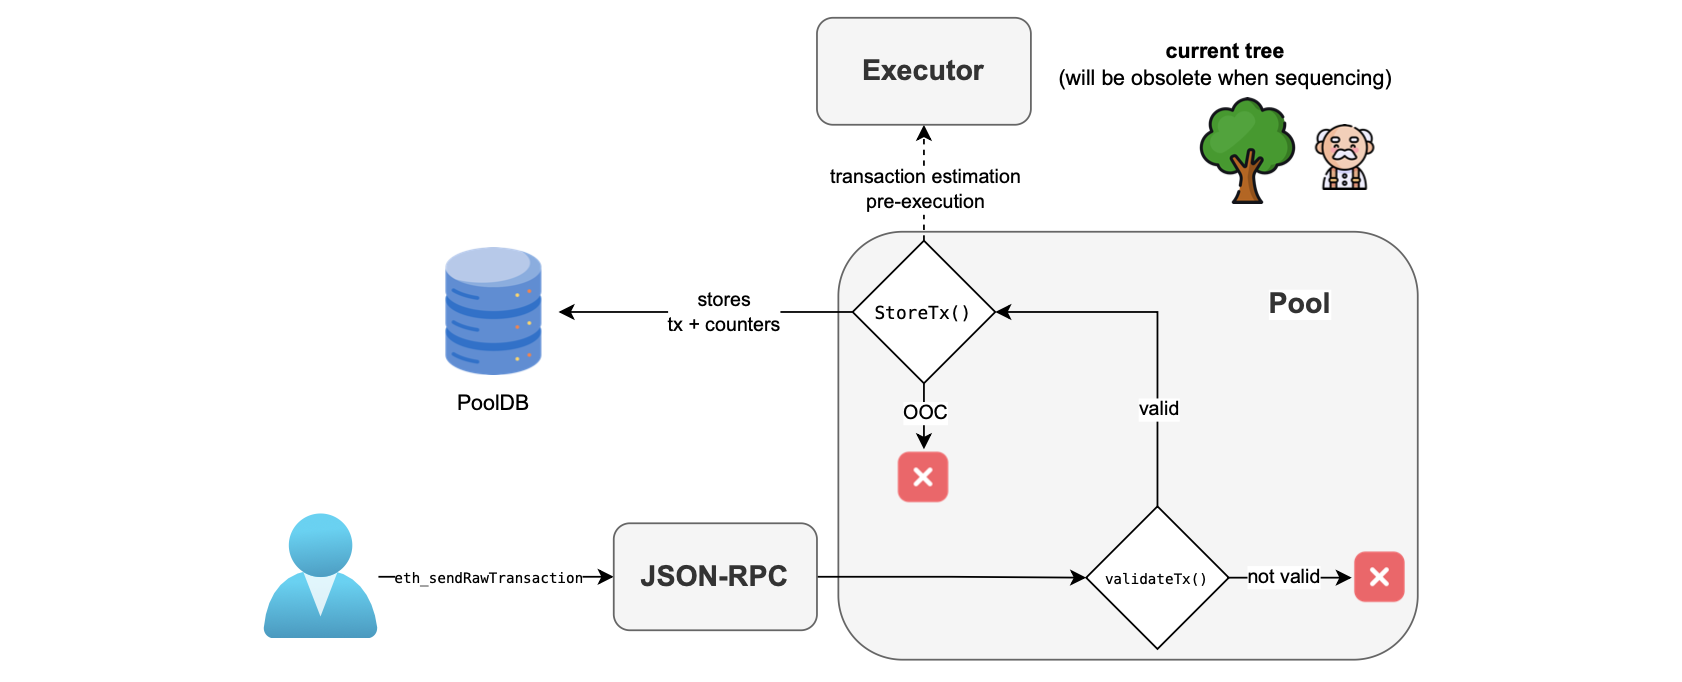 Executor
current tree
(will be obsolete when sequencing)
transaction estimation
pre-execution
Pool
StoreTx()
stores
tx + counters
PoolDB
OOC
valid
eth_sendRawTransaction
JSON-RPC
validateTx()
not valid